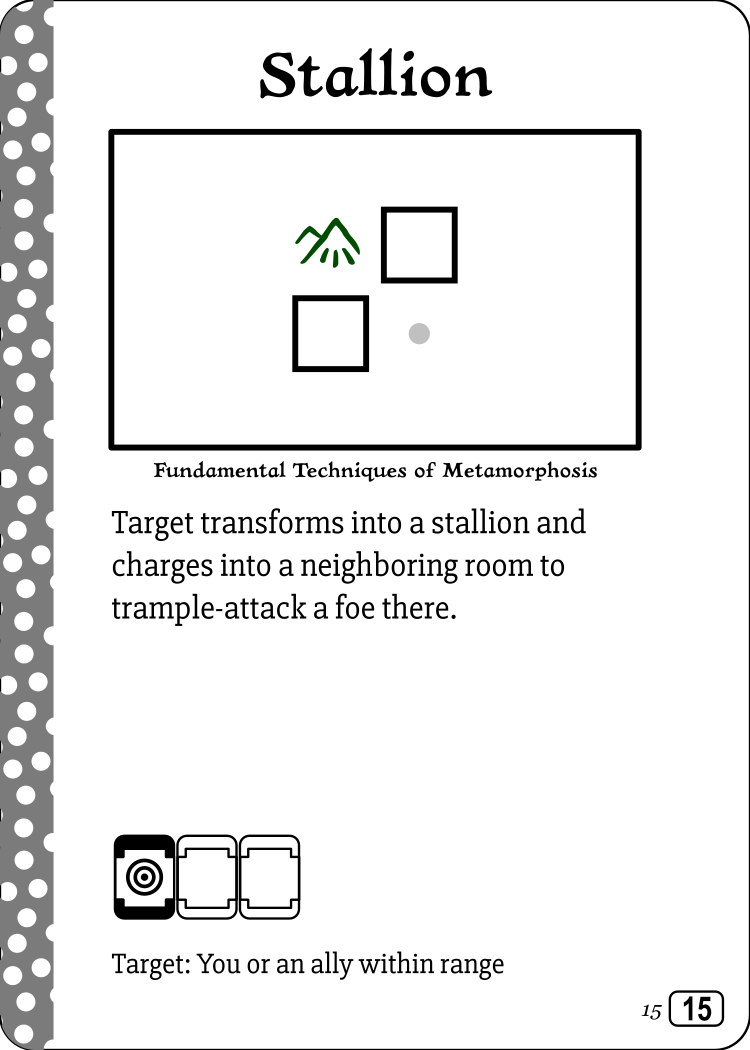 Stallion
Fundamental Techniques of Metamorphosis
Target transforms into a stallion and
charges into a neighboring room to
trample-attack a foe there.
Target: You or an ally within range
15 15